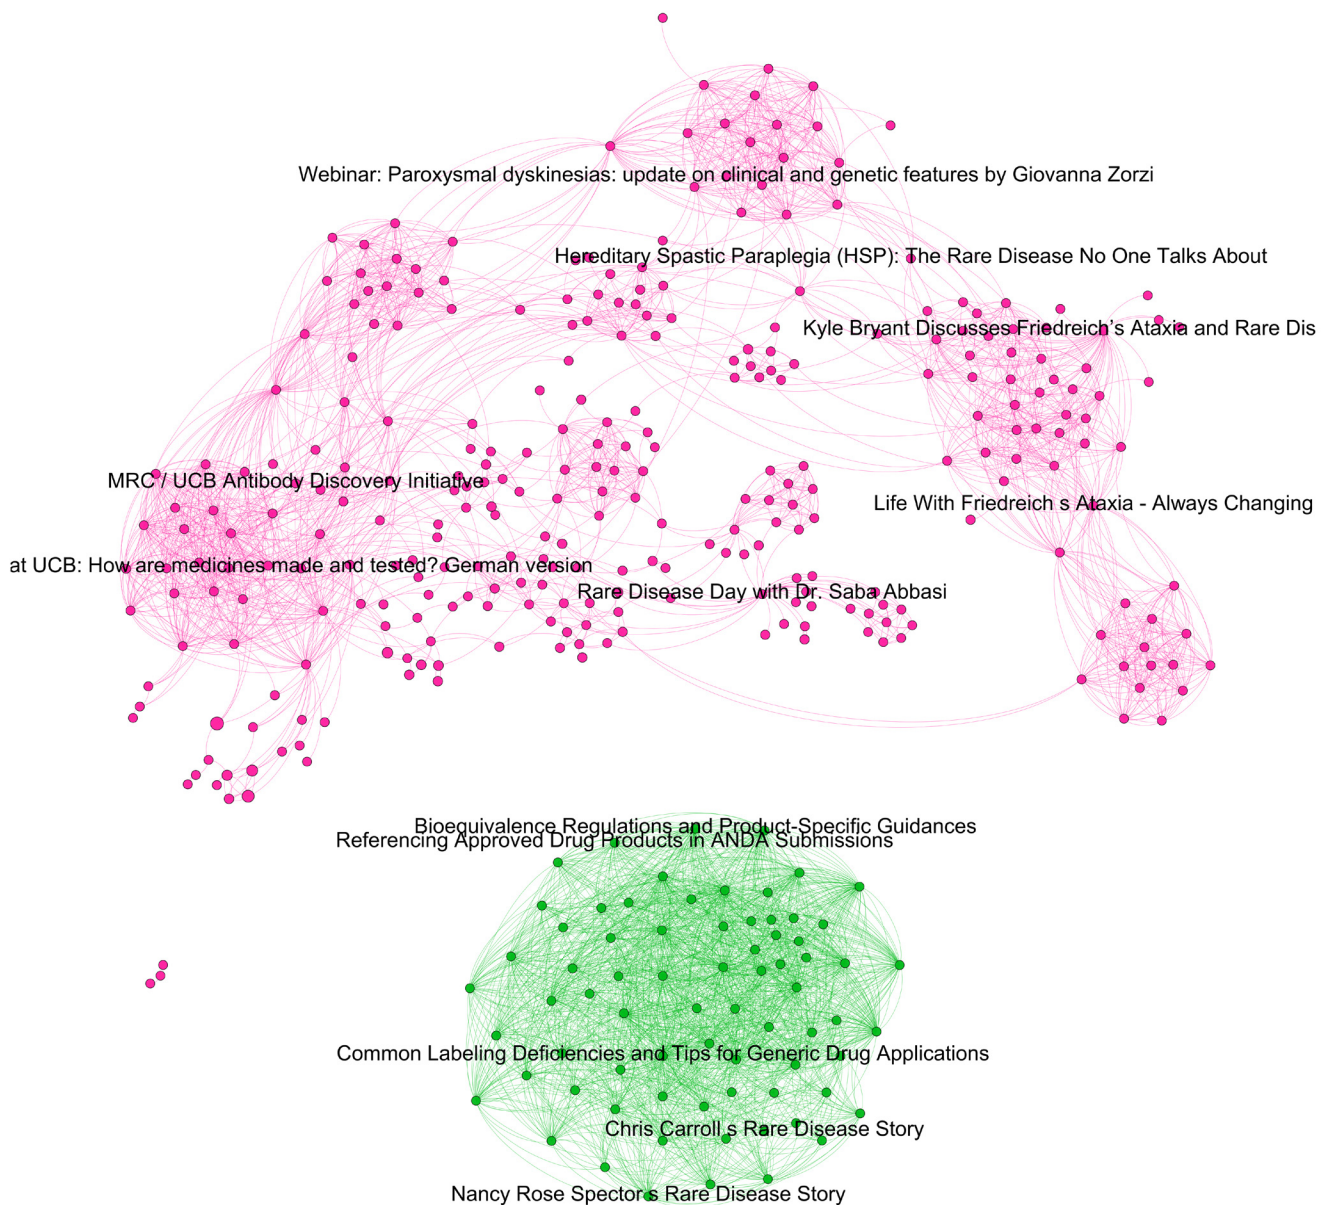 Webinar: Paroxysmal dyskinesias: update on clinical and genetic features by Giovanna Zorzi
Hereditary Spastic Paraplegia (HSP): The Rare Disease No One Talks About
Kyle Bryant Discusses Friedreich’s Ataxia and Rare Dis
MRC / UCB Antibody Discovery Initiative
Life With Friedreich s Ataxia - Always Changing
at UCB: How are medicines made and tested? German version
Rare Disease Day with Dr. Saba Abbasi
Bioequivalence Regulations and Product-Specific Guidances
Referencing Approved Drug Products in ANDA Submissions
Common Labeling Deficiencies and Tips for Generic Drug Applications
Chris Carroll s Rare Disease Story
Nancy Rose Spector s Rare Disease Story